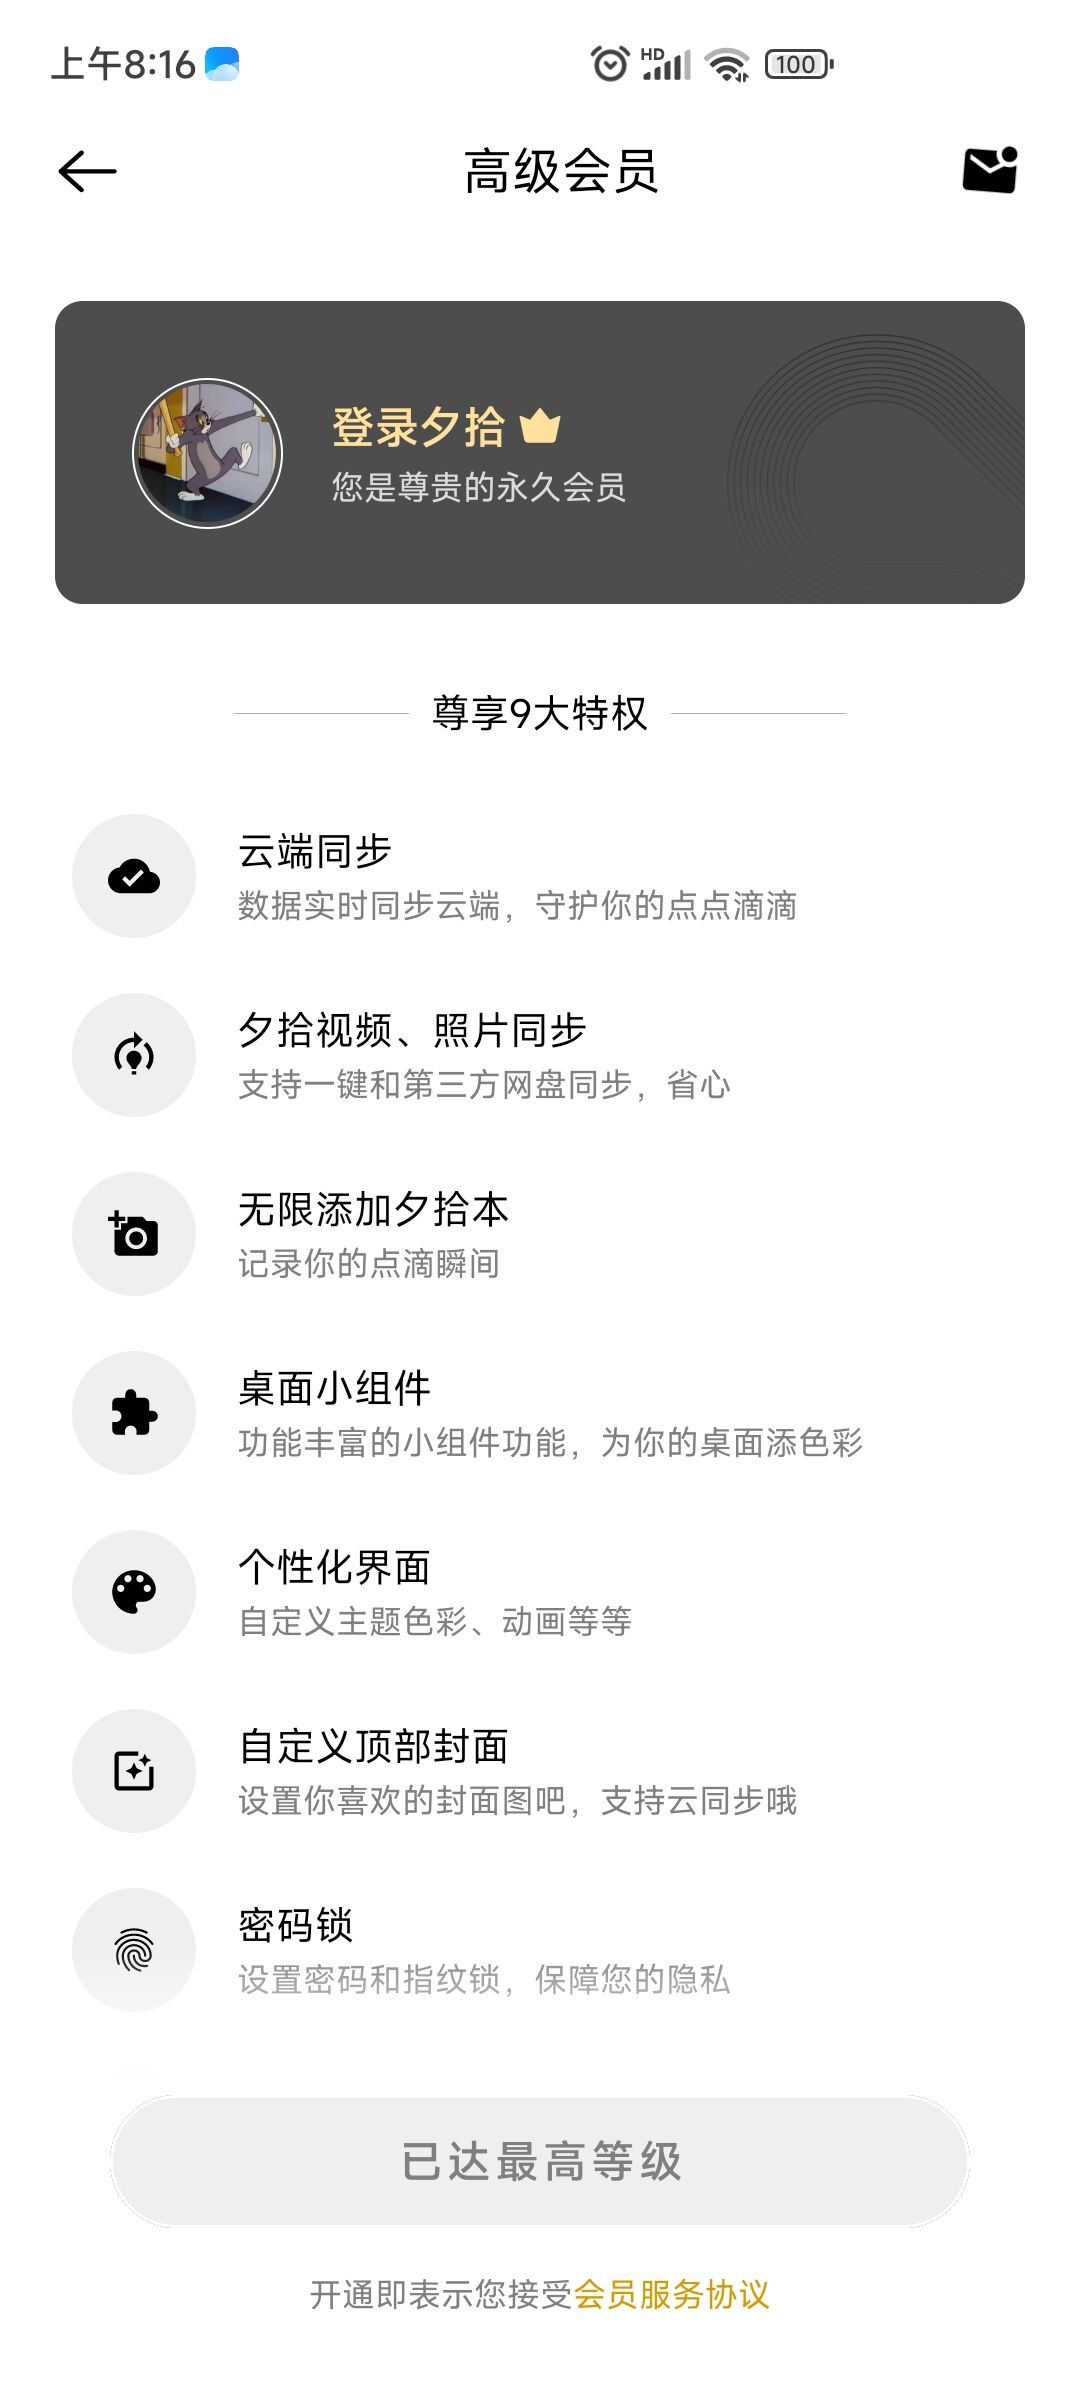 上午8:16
HD
100
高级会员
登录夕拾
您是尊贵的永久会员
尊享9大特权
云端同步
数据实时同步云端，守护你的点点滴滴
夕拾视频、照片同步
支持一键和第三方网盘同步，省心
无限添加夕拾本
记录你的点滴瞬间
桌面小组件
功能丰富的小组件功能，为你的桌面添色彩
个性化界面
自定义主题色彩、动画等等
自定义顶部封面
设置你喜欢的封面图吧，支持云同步哦
密码锁
设置密码和指纹锁，保障您的隐私
已达最高等级
开通即表示您接受会员服务协议